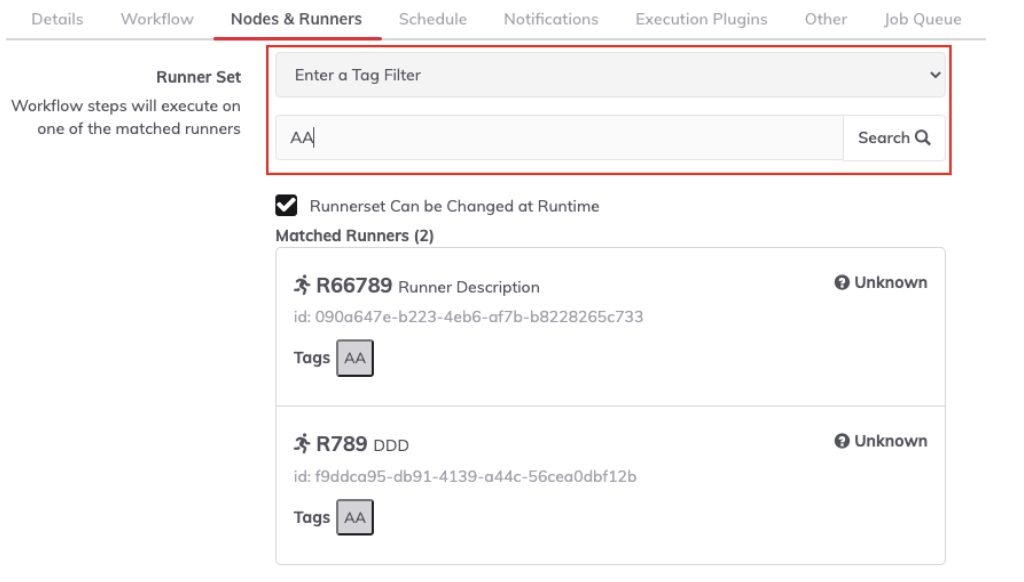 Details Workflow Nodes & Runners Schedule Notifications Execution Plugins Other Job Queue
Runner Set
Workflow steps will execute on
one of the matched runners
Enter a Tag Filter
AA
Search
Runnerset Can be Changed at Runtime
Matched Runners (2)
R66789 Runner Description
Unknown
id: 090a647e-b223-4eb6-af7b-b8228265c733
Tags AA
R789 DDD
Unknown
id: f9ddca95-db91-4139-a44c-56cea0dbf12b
Tags AA